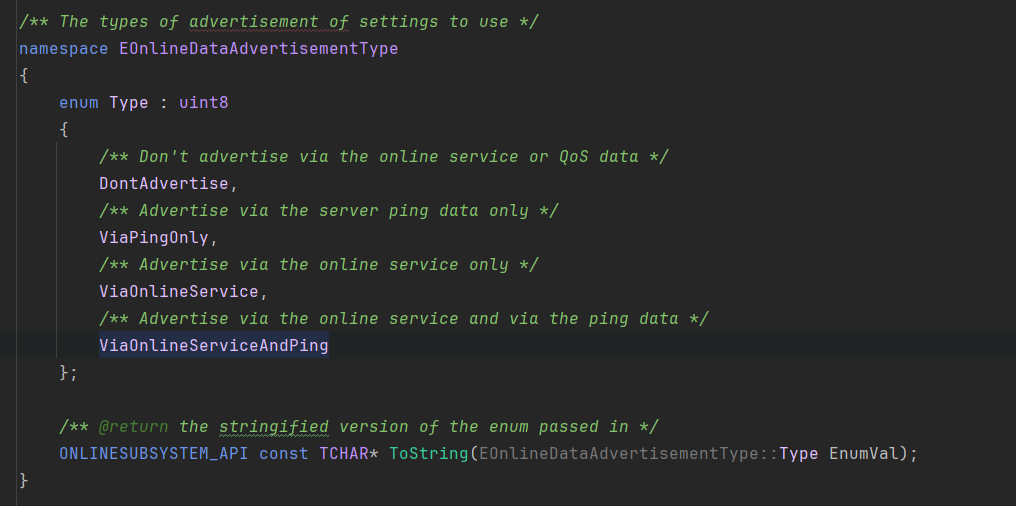 /** The types of advertisement of settings to use */
namespace EOnlineDataAdvertisementType
{
enum Type : uint8
{
/** Don't advertise via the online service or QoS data */
DontAdvertise,
/** Advertise via the server ping data only */
ViaPingOnly,
/** Advertise via the online service only */
ViaOnlineService,
/** Advertise via the online service and via the ping data */
ViaOnlineServiceAndPing
};
/** @return the stringified version of the enum passed in */
ONLINESUBSYSTEM_API const TCHAR* ToString(EOnlineDataAdvertisementType::Type EnumVal);
}